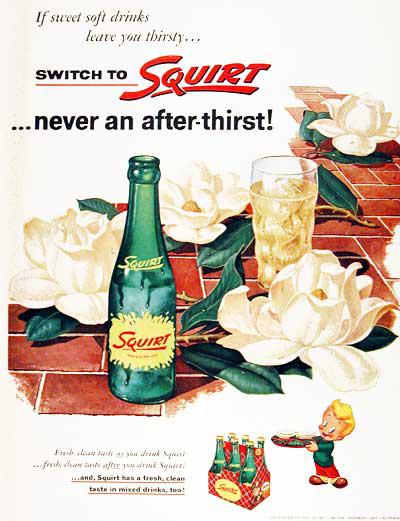 If sweet soft drinks
leave you thirsty...
SWITCH TO SQUIRT
...never an after-thirst!
SQUIRT
SQUIRT
Fresh, clean taste as you drink Squirt
...fresh, clean taste after you drink Squirt!
...and, Squirt has a fresh, clean
taste in mixed drinks, too!
SQUIRT